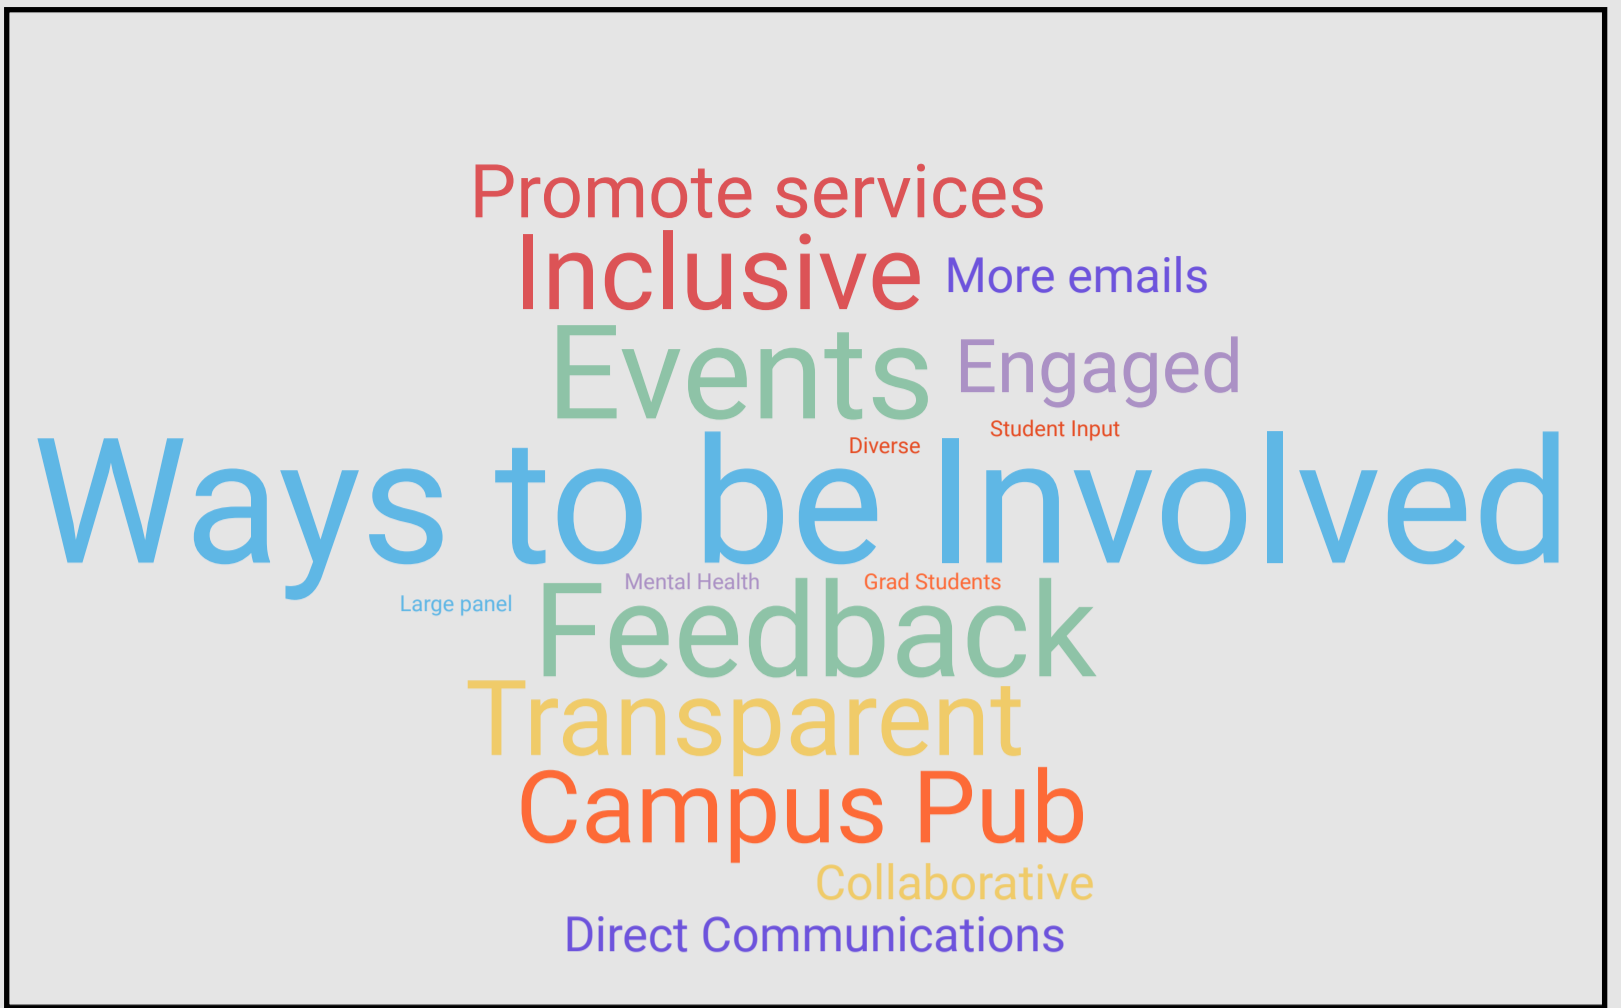 Promote services
Inclusive
More emails
Events
Engaged
Student Input
Diverse
Ways to be Involved
Mental Health
Grad Students
Large panel
Feedback
Transparent
Campus Pub
Collaborative
Direct Communications